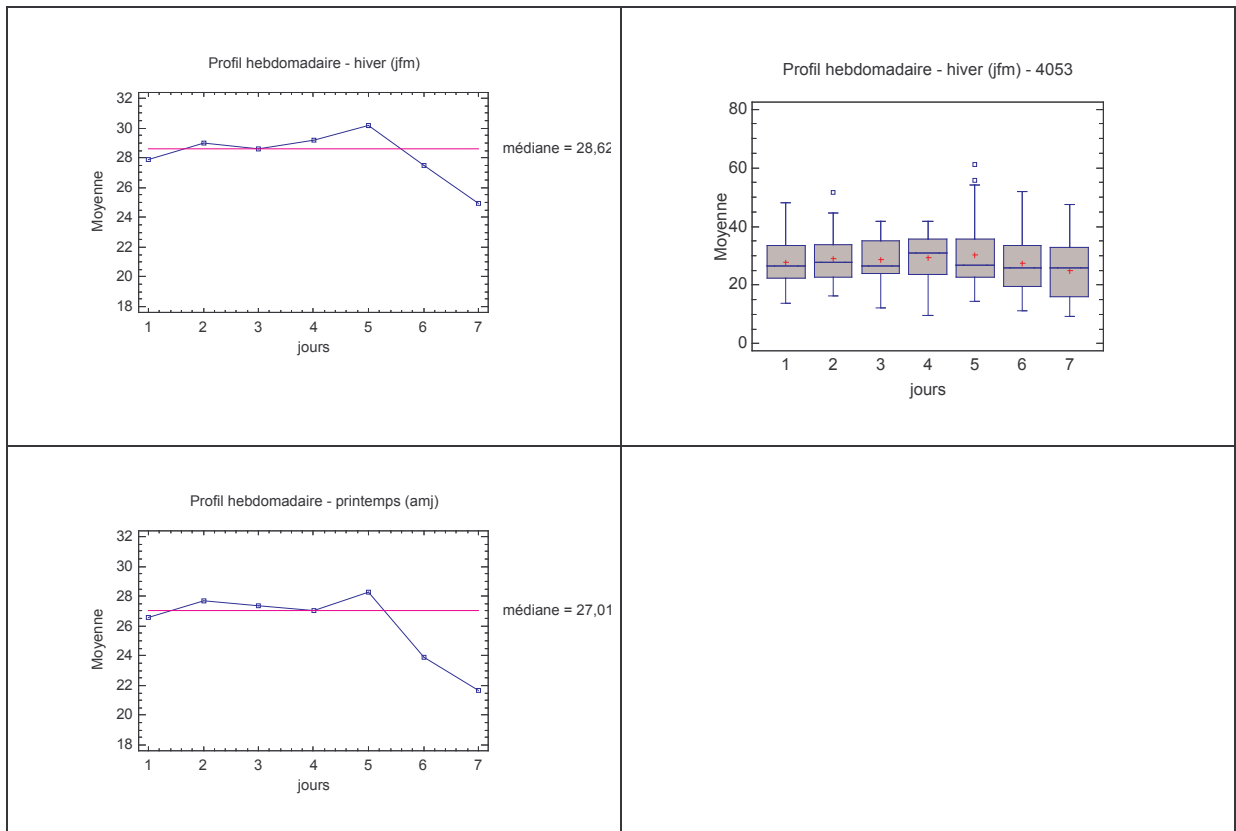 Profil hebdomadaire - hiver (jfm)
32
30
28
26
24
22
20
18
Moyenne
médiane = 28,62
1 2 3 4 5 6 7
jours
Profil hebdomadaire - hiver (jfm) - 4053
80
60
40
20
0
Moyenne
1 2 3 4 5 6 7
jours
Profil hebdomadaire - printemps (amj)
32
30
28
26
24
22
20
18
Moyenne
médiane = 27,01
1 2 3 4 5 6 7
jours